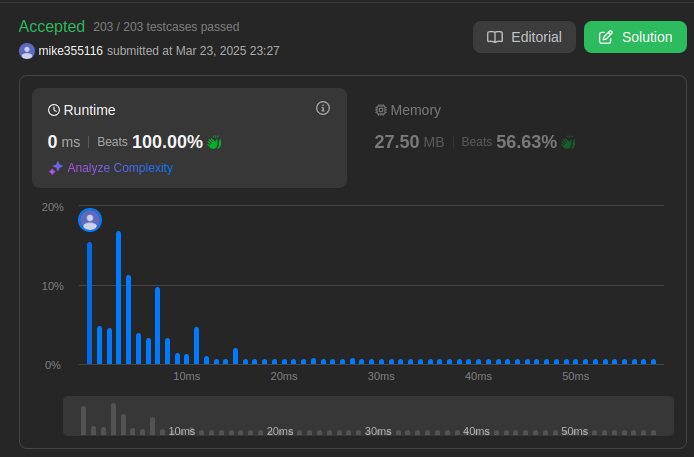 Accepted 203 / 203 testcases passed
mike355116 submitted at Mar 23, 2025 23:27
Editorial
Solution
Runtime
0 ms Beats 100.00%
Analyze Complexity
Memory
27.50 MB Beats 56.63%
20%
10%
0%
10ms 20ms 30ms 40ms 50ms
10ms 20ms 30ms 40ms 50ms